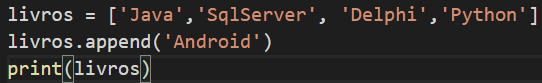 livros = ['Java','SqlServer', 'Delphi','Python']
livros.append('Android')
print(livros)